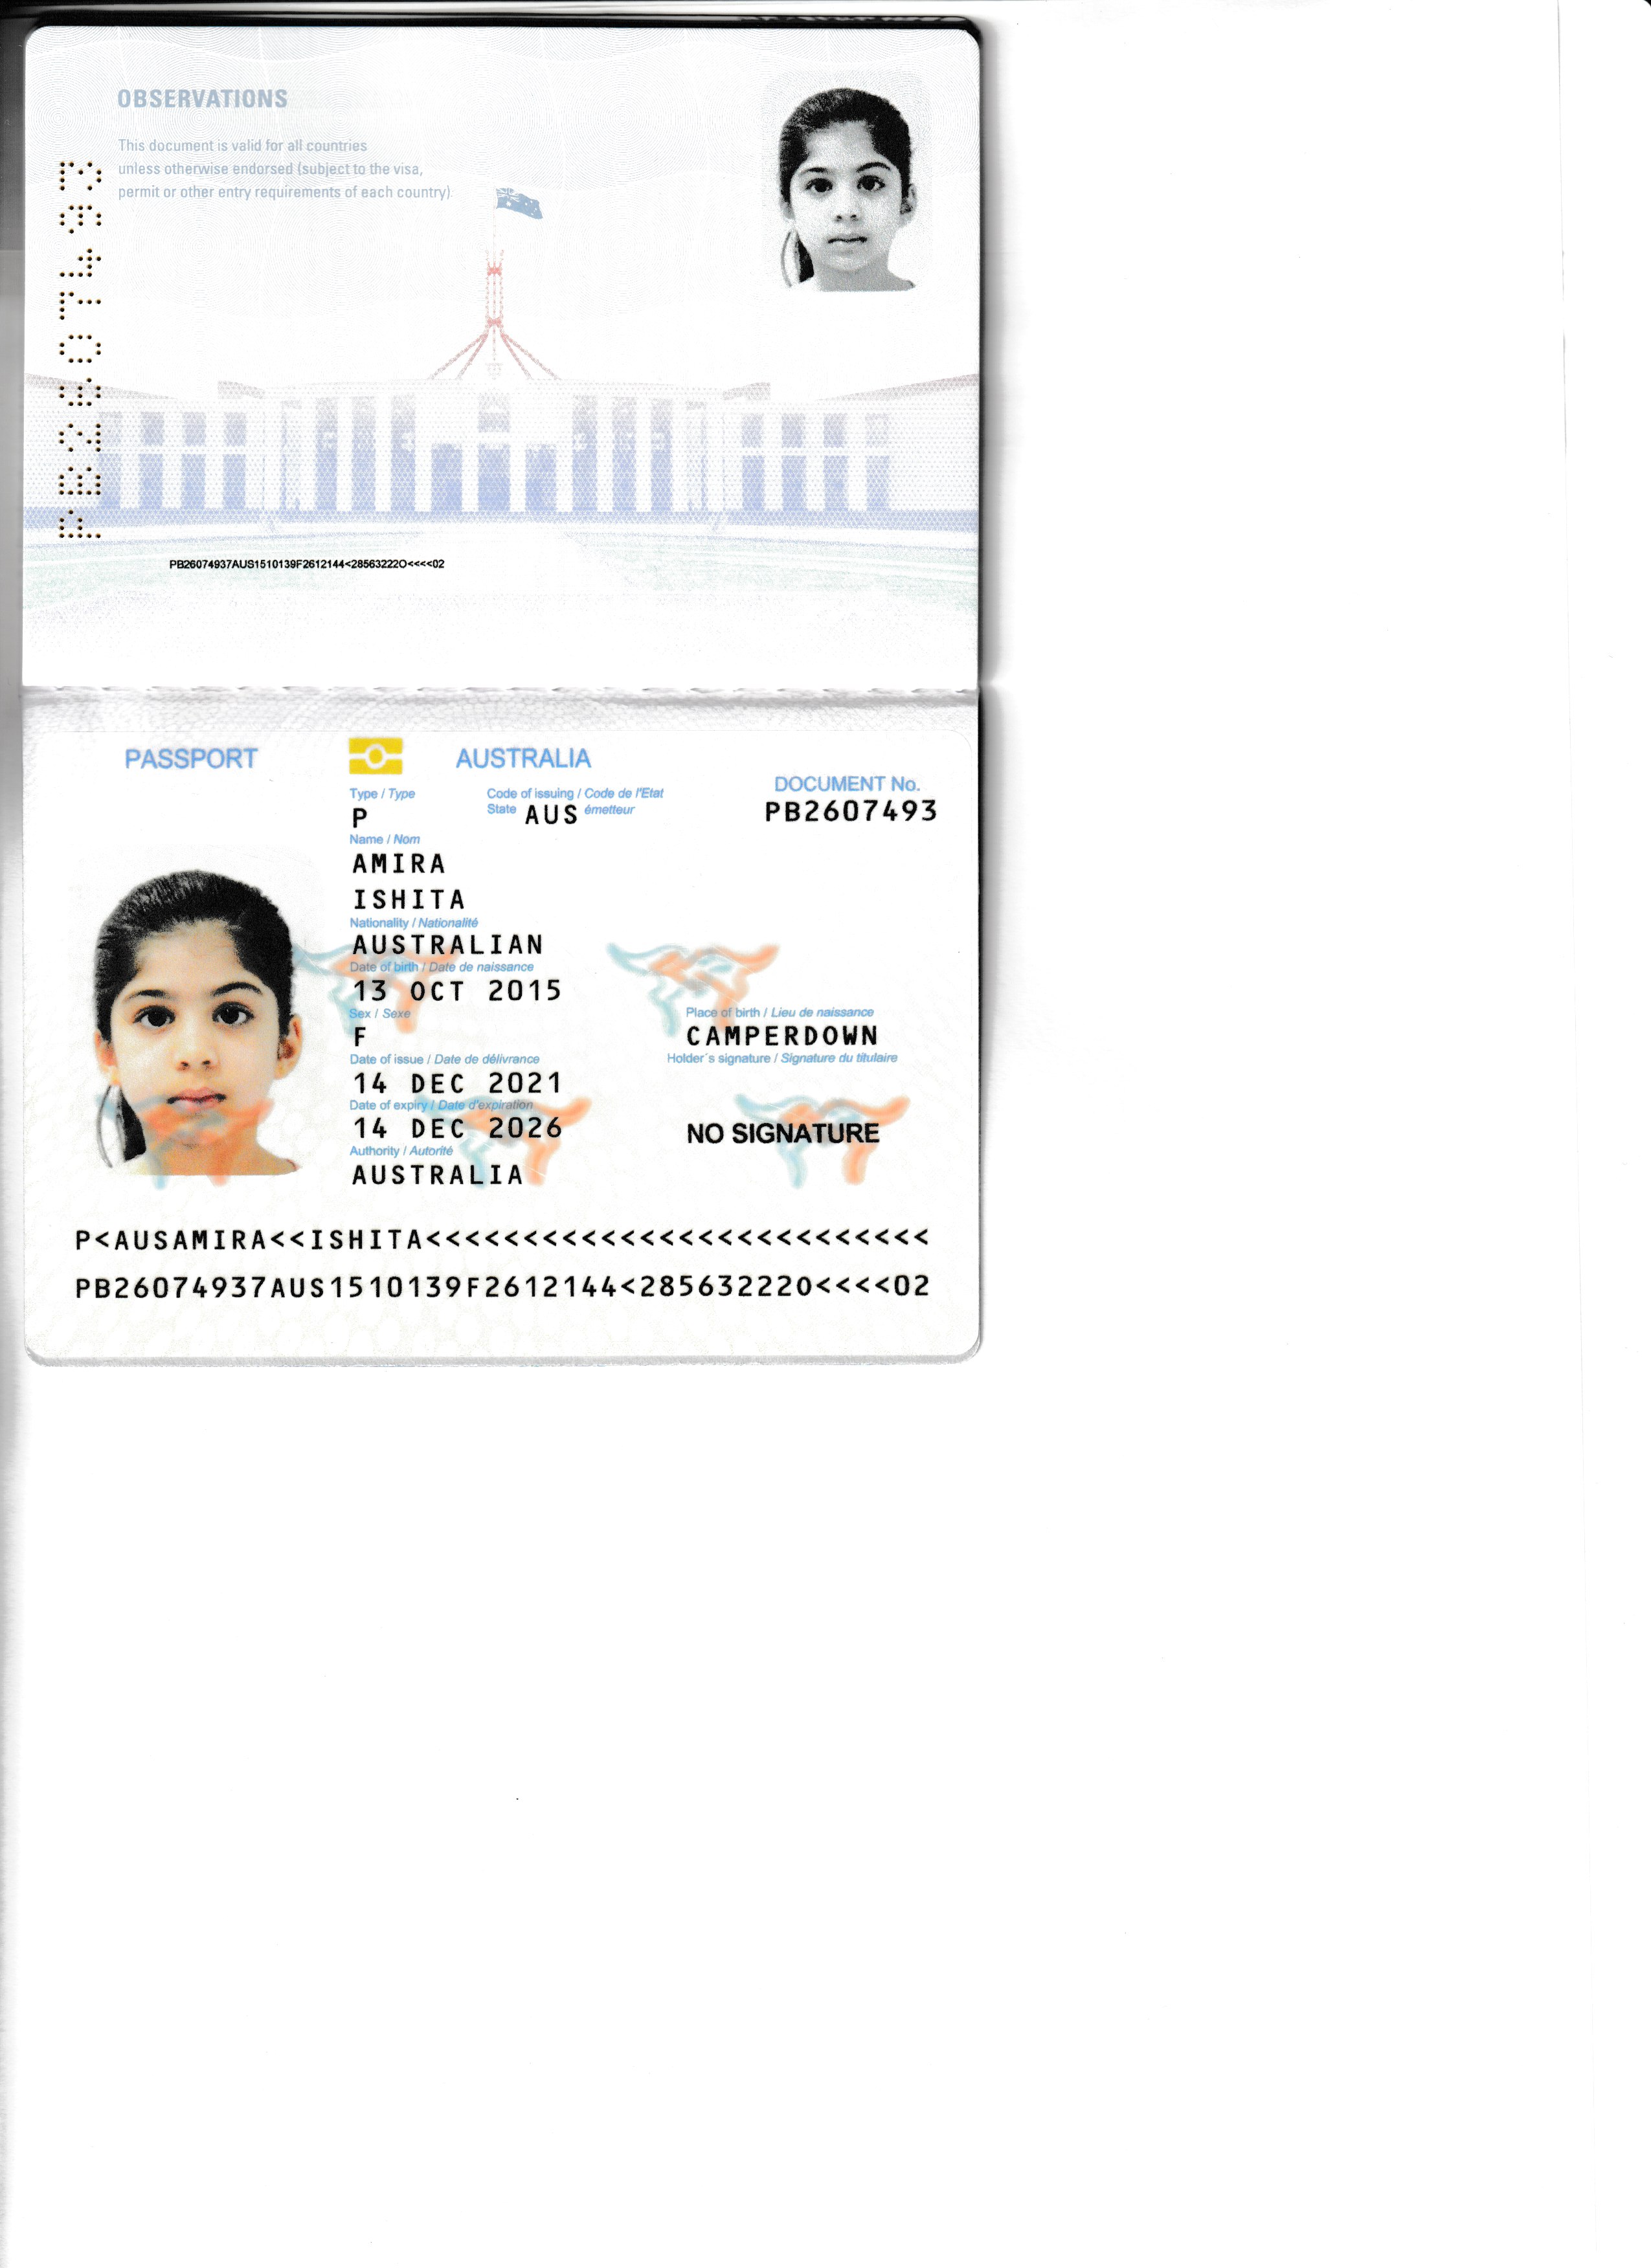 OBSERVATIONS
This document is valid for all countries
unless otherwise endorsed (subject to the visa,
permit or other entry requirements of each country)
PB2607493
PB26074937AUS1510139F2612144<28563222O<<<<02
PASSPORT AUSTRALIA
DOCUMENT No.
PB2607493
Type / Type Code of issuing / Code de l'Etat
State émetteur
P AUS
Name / Nom
AMIRA
ISHITA
Nationality / Nationalité
AUSTRALIAN
Date of birth / Date de naissance
13 OCT 2015
Sex / Sexe Place of birth / Lieu de naissance
F CAMPERDOWN
Date of issue / Date de délivrance Holder´s signature / Signature du titulaire
14 DEC 2021
Date of expiry / Date d'expiration
14 DEC 2026 NO SIGNATURE
Authority / Autorité
AUSTRALIA
P<AUSAMIRA<<ISHITA<<<<<<<<<<<<<<<<<<<<<<<<<<
PB26074937AUS1510139F2612144<285632220<<<<02